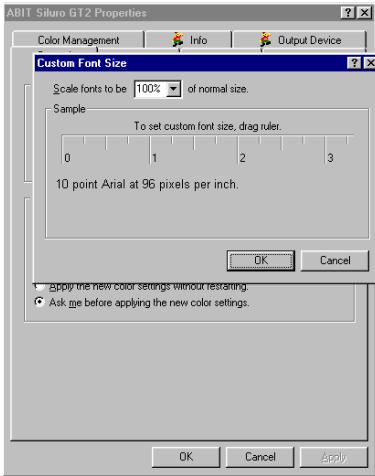 ABIT Siluro GT2 Properties
Color Management Info Output Device
Custom Font Size
Scale fonts to be 100% of normal size.
Sample
To set custom font size, drag ruler.
0 1 2 3
10 point Arial at 96 pixels per inch.
OK Cancel
Apply the new color settings without restarting.
Ask me before applying the new color settings.
OK Cancel Apply